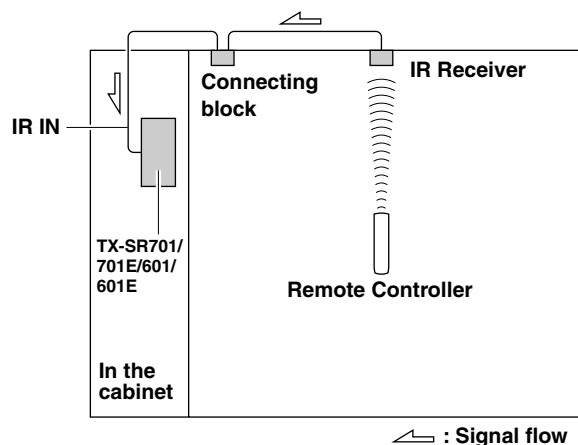 Connecting
block
IR Receiver
IR IN
TX-SR701/
701E/601/
601E
Remote Controller
In the
cabinet
: Signal flow